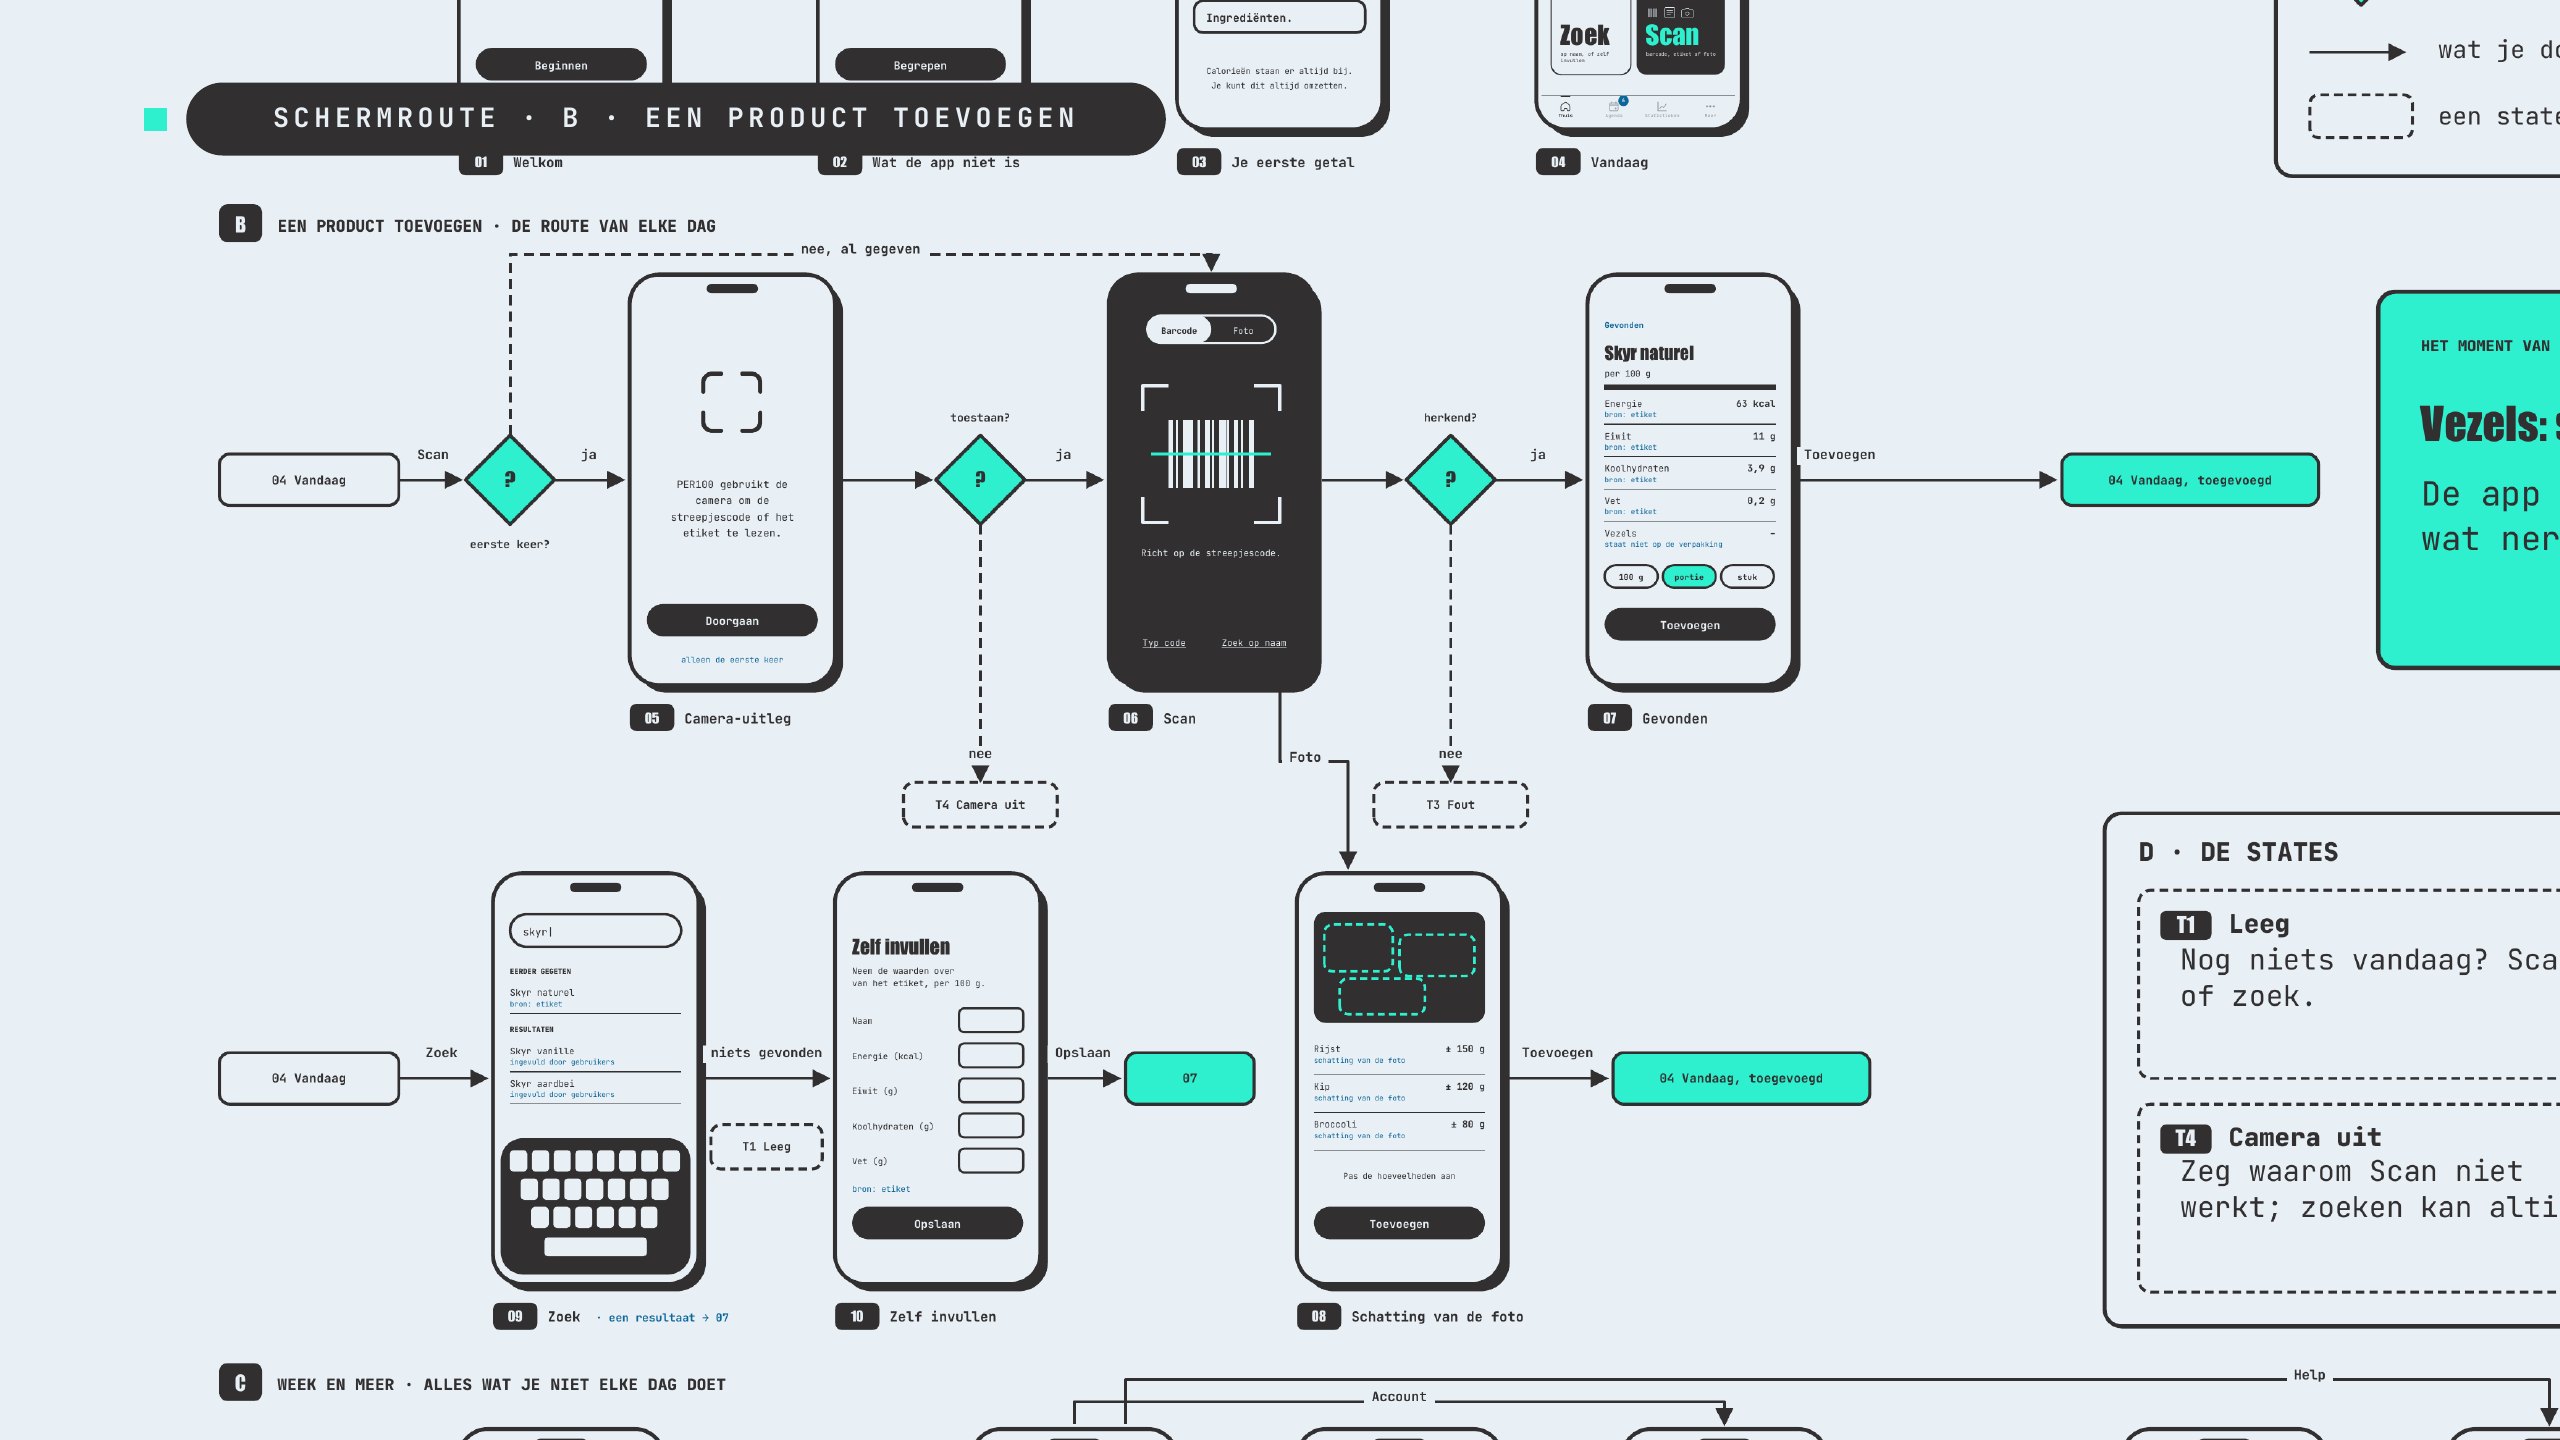 Beginnen
Begrepen
Ingrediënten.
Calorieën staan er altijd bij.
Je kunt dit altijd omzetten.
Zoek
op naam, of zelf
invullen
Scan
barcode, etiket of foto
Thuis
Agenda
Statistieken
Meer
wat je do
een state
SCHERMROUTE · B · EEN PRODUCT TOEVOEGEN
01 Welkom
02 Wat de app niet is
03 Je eerste getal
04 Vandaag
B EEN PRODUCT TOEVOEGEN · DE ROUTE VAN ELKE DAG
nee, al gegeven
04 Vandaag
Scan
?
eerste keer?
ja
PER100 gebruikt de
camera om de
streepjescode of het
etiket te lezen.
Doorgaan
alleen de eerste keer
05 Camera-uitleg
toestaan?
?
ja
nee
T4 Camera uit
Barcode
Foto
Richt op de streepjescode.
Typ code
Zoek op naam
06 Scan
Foto
herkend?
?
ja
nee
T3 Fout
Gevonden
Skyr naturel
per 100 g
Energie 63 kcal
bron: etiket
Eiwit 11 g
bron: etiket
Koolhydraten 3,9 g
bron: etiket
Vet 0,2 g
bron: etiket
Vezels –
staat niet op de verpakking
100 g
portie
stuk
Toevoegen
07 Gevonden
Toevoegen
04 Vandaag, toegevoegd
HET MOMENT VAN
Vezels:
De app
wat ner
04 Vandaag
Zoek
skyr|
EERDER GEGETEN
Skyr naturel
bron: etiket
RESULTATEN
Skyr vanille
ingevuld door gebruikers
Skyr aardbei
ingevuld door gebruikers
09 Zoek · een resultaat → 07
niets gevonden
T1 Leeg
Zelf invullen
Neem de waarden over
van het etiket, per 100 g.
Naam
Energie (kcal)
Eiwit (g)
Koolhydraten (g)
Vet (g)
bron: etiket
Opslaan
10 Zelf invullen
Opslaan
07
Rijst ± 150 g
schatting van de foto
Kip ± 120 g
schatting van de foto
Broccoli ± 80 g
schatting van de foto
Pas de hoeveelheden aan
Toevoegen
08 Schatting van de foto
Toevoegen
04 Vandaag, toegevoegd
D · DE STATES
T1 Leeg
Nog niets vandaag? Sca
of zoek.
T4 Camera uit
Zeg waarom Scan niet
werkt; zoeken kan alti
C WEEK EN MEER · ALLES WAT JE NIET ELKE DAG DOET
Account
Help